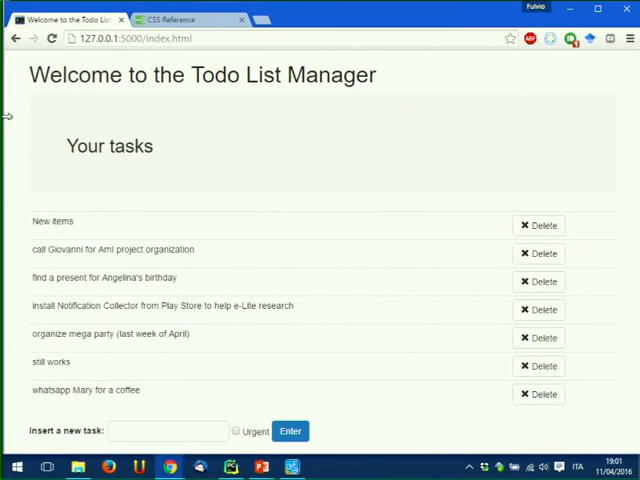 Fulvio
Welcome to the Todo List
CSS Reference
127.0.0.1:5000/index.html
ABP
1
Welcome to the Todo List Manager
Your tasks
New items
Delete
call Giovanni for AmI project organization
Delete
find a present for Angelina's birthday
Delete
install Notification Collector from Play Store to help e-Lite research
Delete
organize mega party (last week of April)
Delete
still works
Delete
whatsapp Mary for a coffee
Delete
Insert a new task:
Urgent
Enter
ITA
19:01
11/04/2016